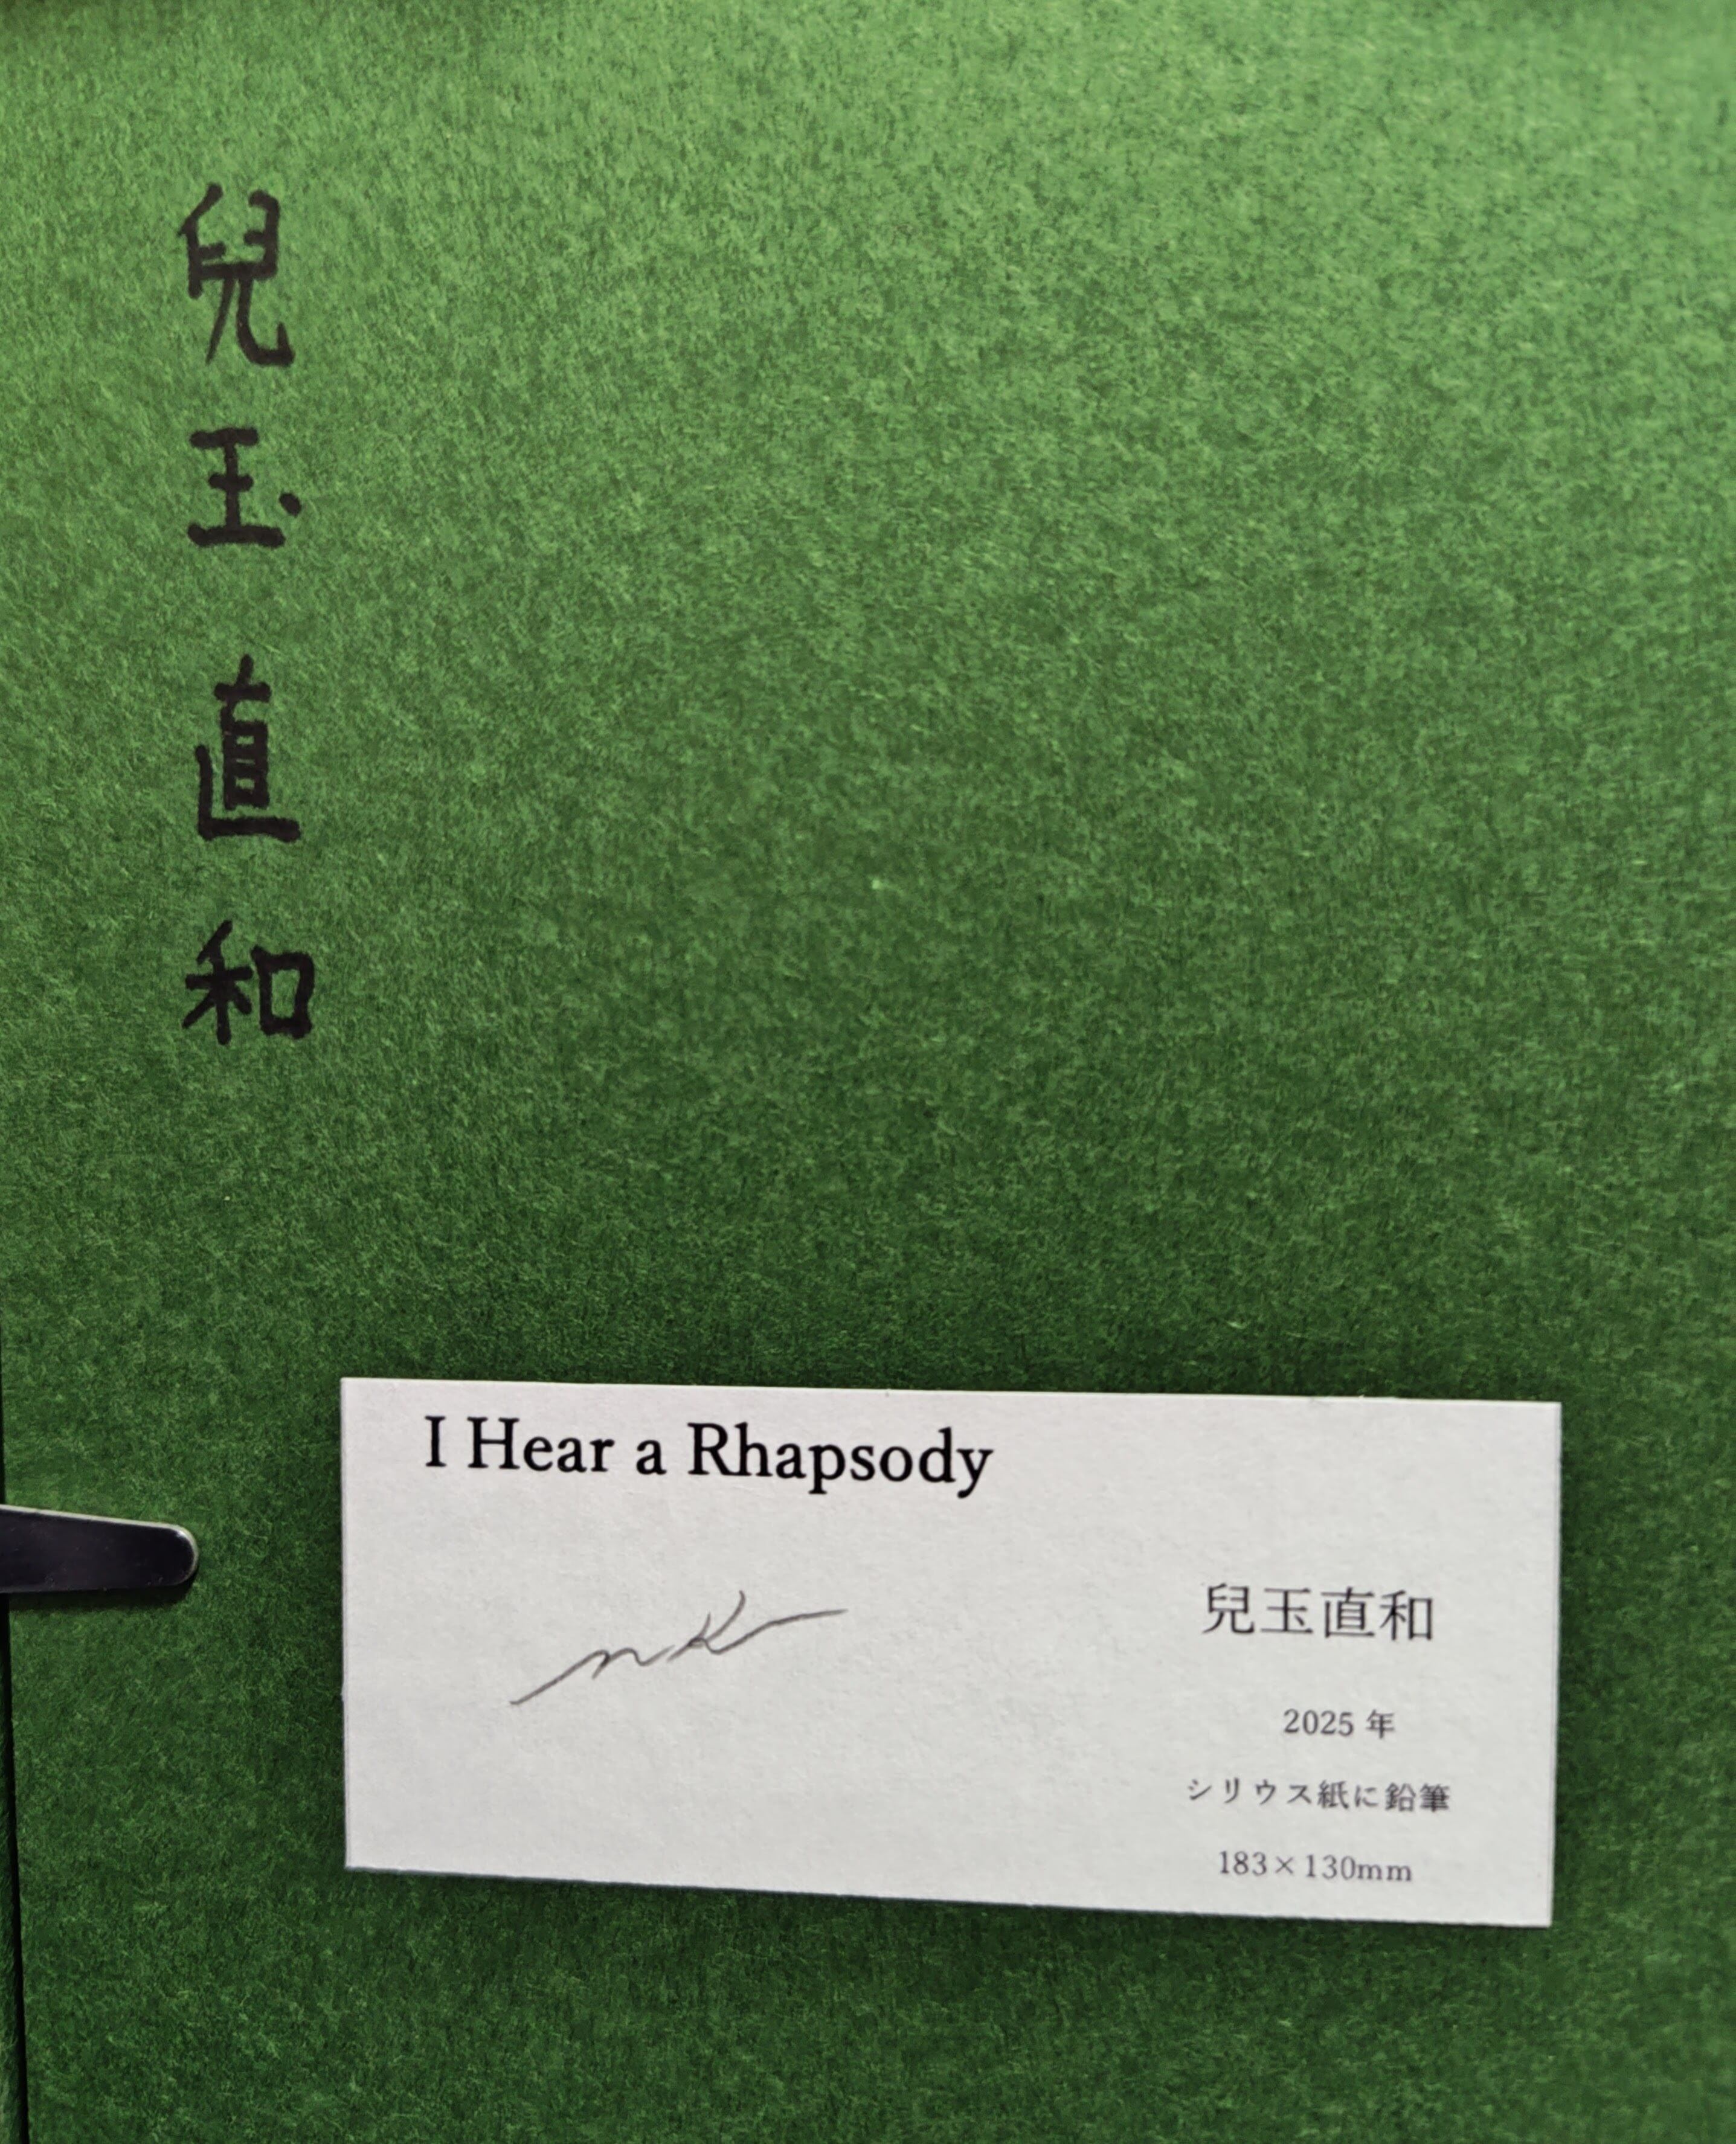 兒玉直和
I Hear a Rhapsody
兒玉直和
2025 年
シリウス紙に鉛筆
183×130mm